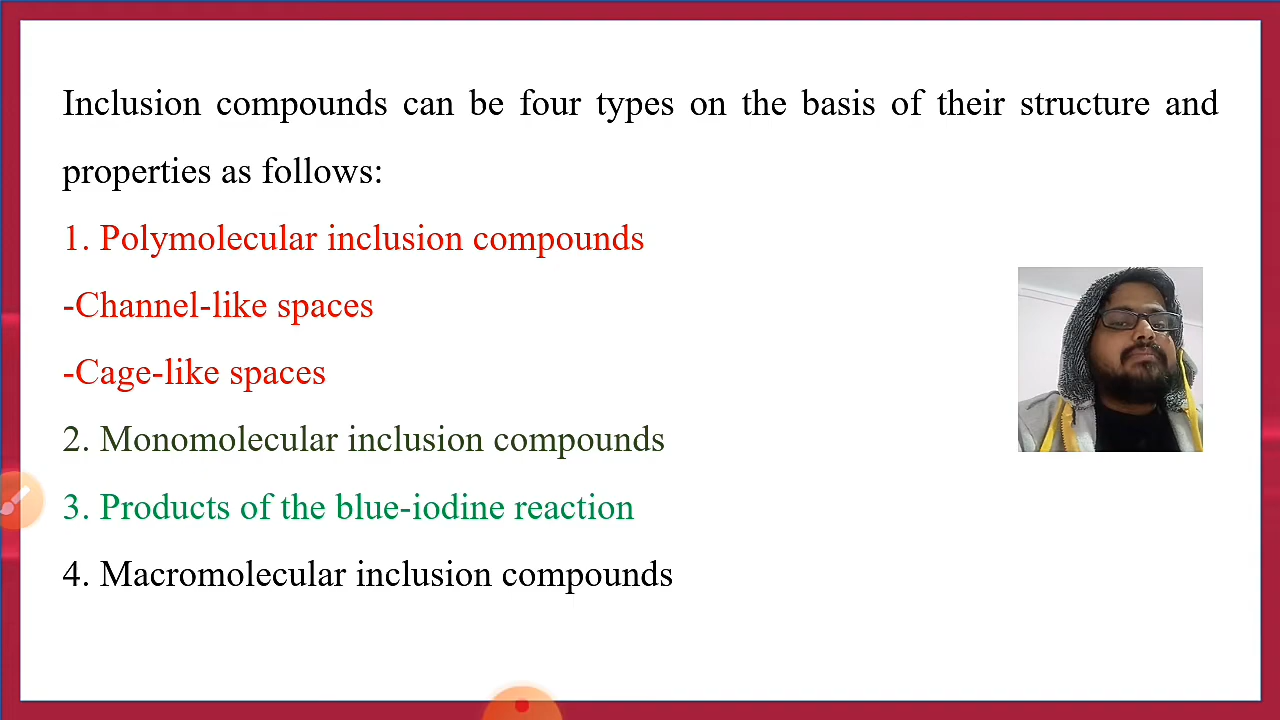 Inclusion compounds can be four types on the basis of their structure and
properties as follows:
1. Polymolecular inclusion compounds
-Channel-like spaces
-Cage-like spaces
2. Monomolecular inclusion compounds
3. Products of the blue-iodine reaction
4. Macromolecular inclusion compounds